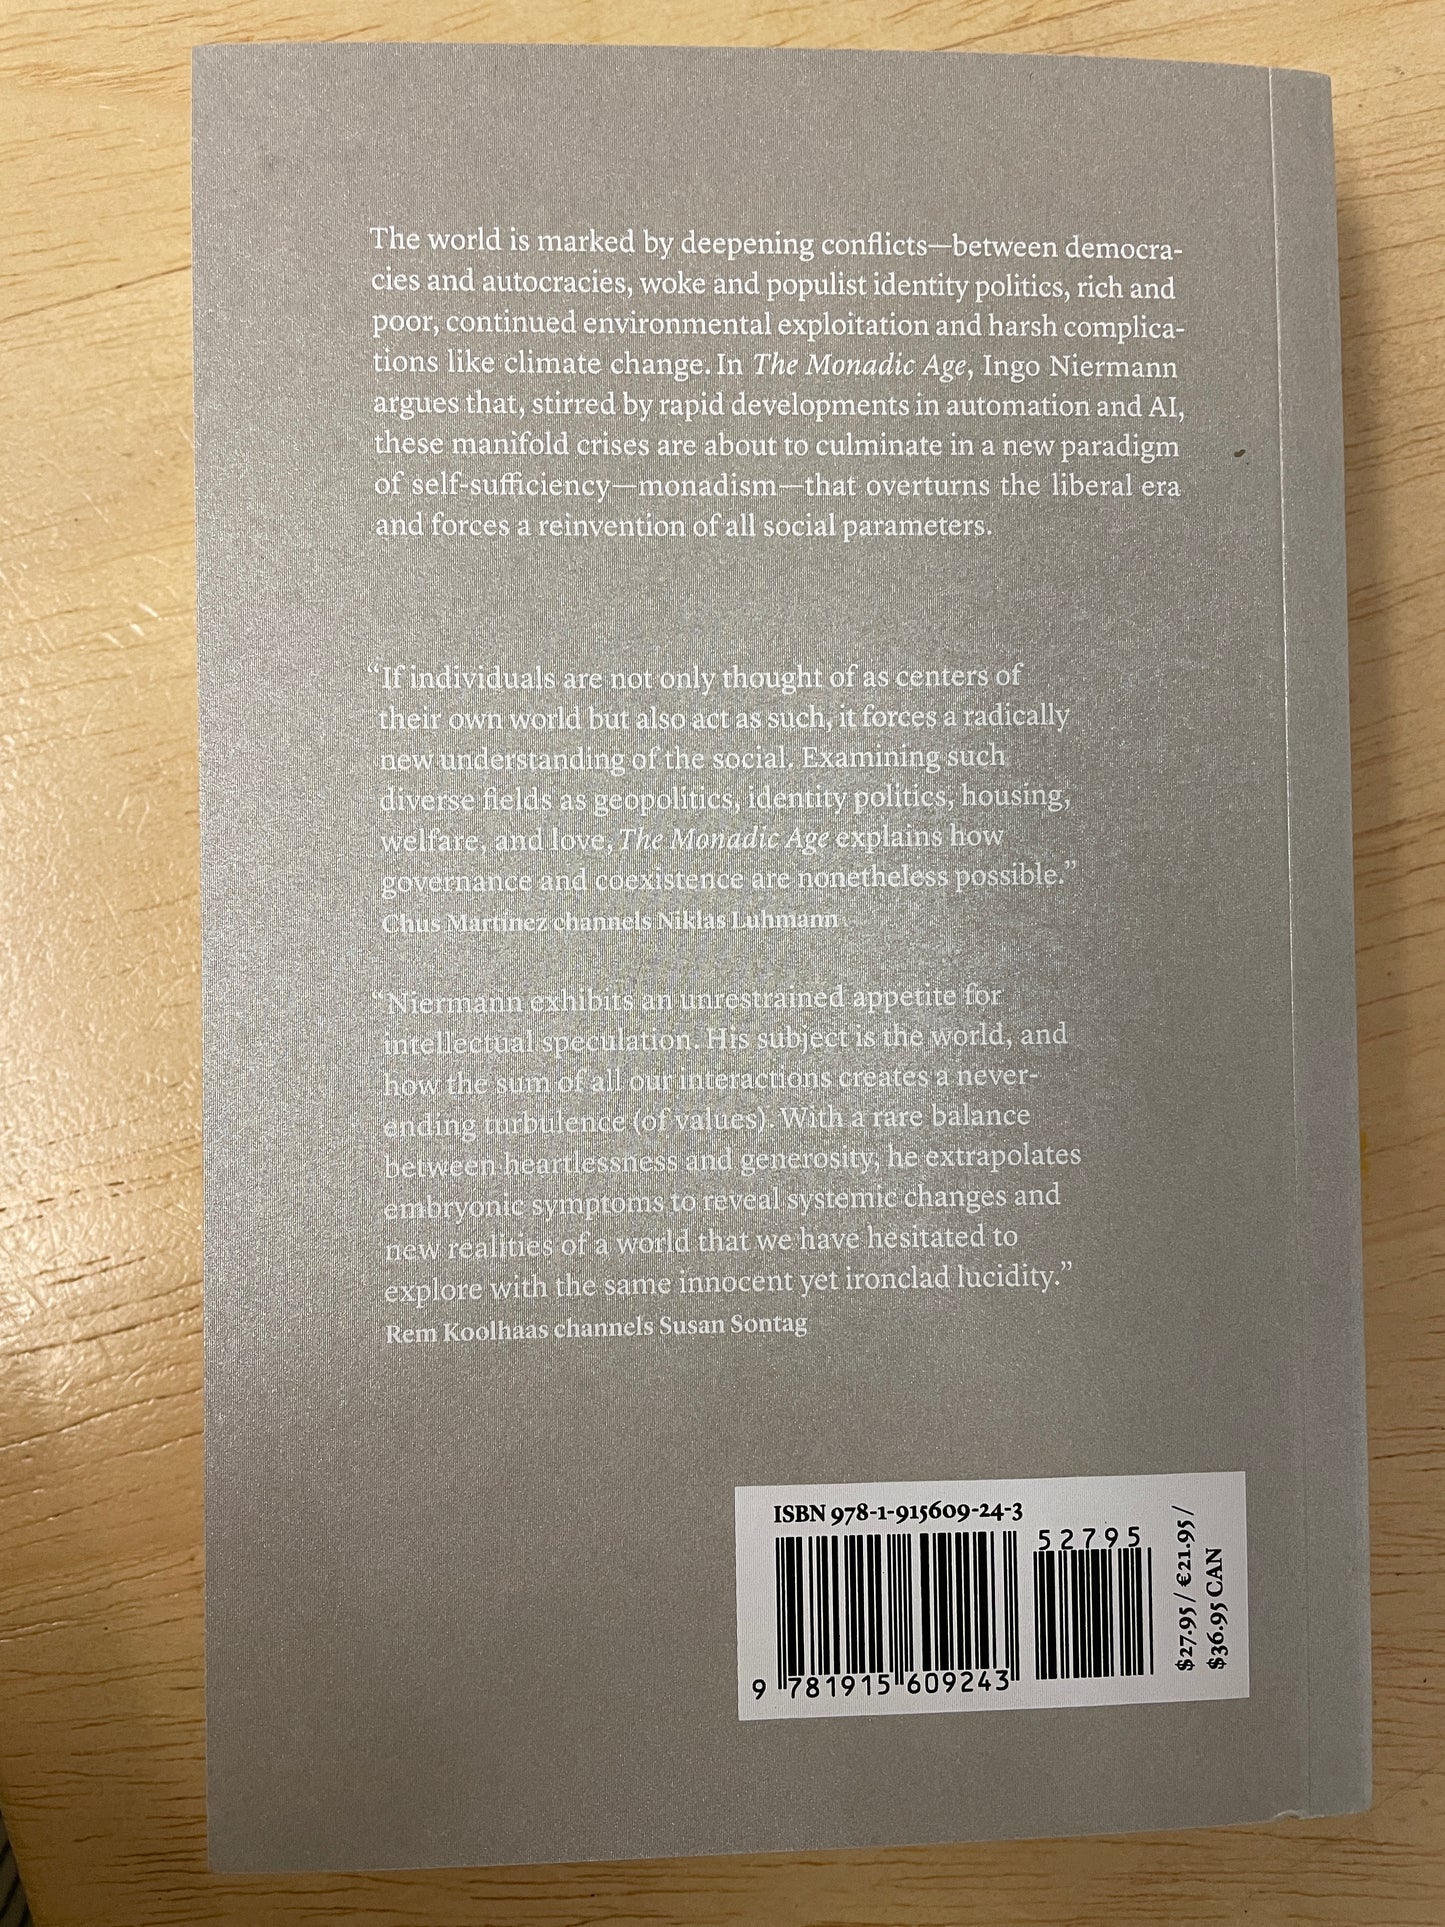 The world is marked by deepening conflicts—between democra-
cies and autocracies, woke and populist identity politics, rich and
poor, continued environmental exploitation and harsh complica-
tions like climate change. In The Monadic Age, Ingo Niermann
argues that, stirred by rapid developments in automation and AI,
these manifold crises are about to culminate in a new paradigm
of self-sufficiency—monadism—that overturns the liberal era
and forces a reinvention of all social parameters.
“If individuals are not only thought of as centers of
their own world but also act as such, it forces a radically
new understanding of the social. Examining such
diverse fields as geopolitics, identity politics, housing,
welfare, and love, The Monadic Age explains how
governance and coexistence are nonetheless possible.”
Chus Martínez channels Niklas Luhmann
“Niermann exhibits an unrestrained appetite for
intellectual speculation. His subject is the world, and
how the sum of all our interactions creates a never-
ending turbulence (of values). With a rare balance
between heartlessness and generosity, he extrapolates
embryonic symptoms to reveal systemic changes and
new realities of a world that we have hesitated to
explore with the same innocent yet ironclad lucidity.”
Rem Koolhaas channels Susan Sontag
ISBN 978-1-915609-24-3
52795
9 781915 609243
$27.95 / €21.95 /
$36.95 CAN